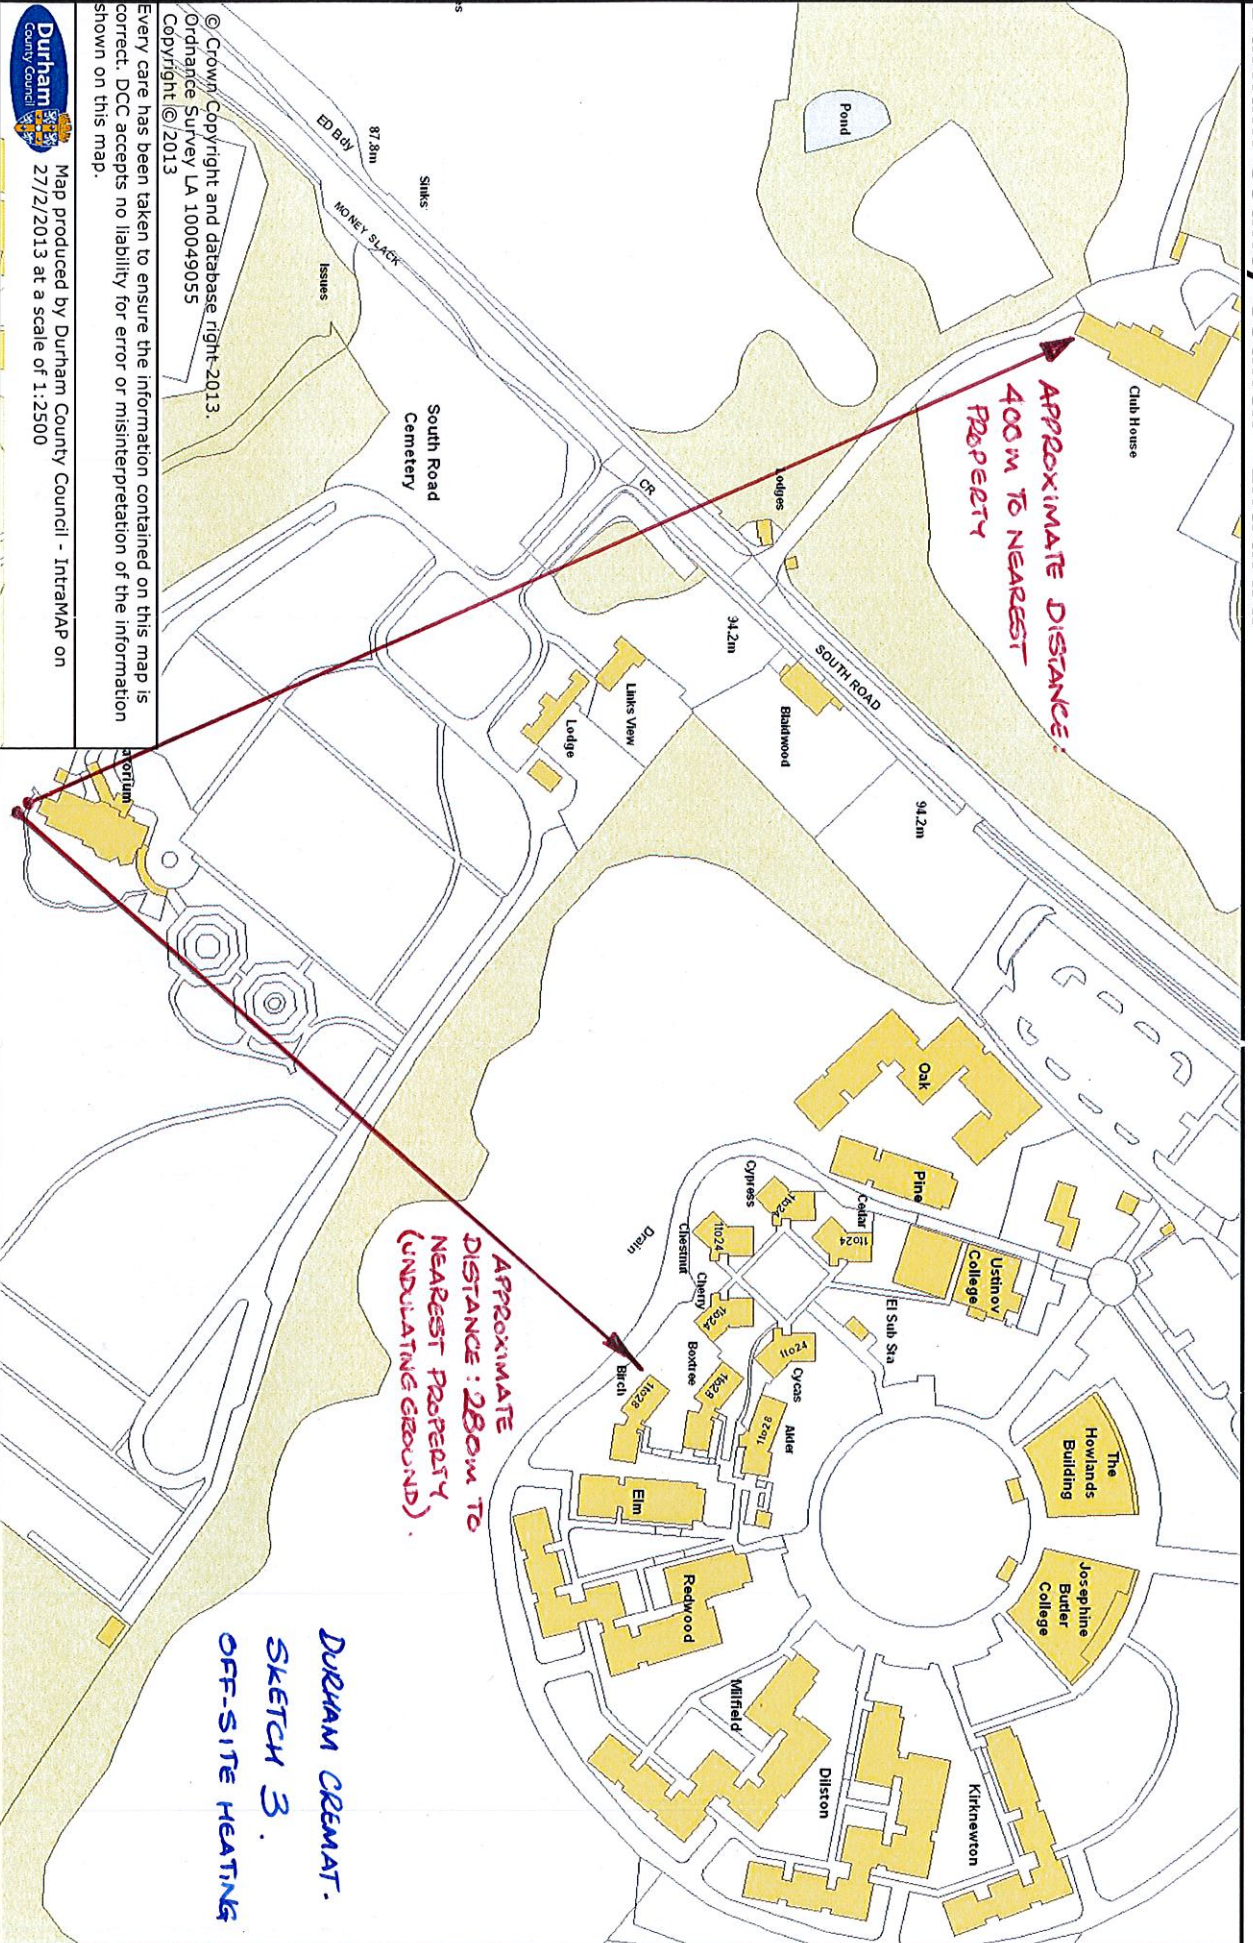 Pond
Club House
APPROXIMATE DISTANCE:
400M TO NEAREST
PROPERTY
ED Bdy
87.8m
Sinks
MONEY SLACK
Issues
South Road
Cemetery
CR
Lodges
94.2m
SOUTH ROAD
Blaidwood
94.2m
Links View
Lodge
Oak
Pine
Cypress
1to24
Cedar
1to24
Ustinov
College
Drain
Chestnut
1to24
Cherry
1to24
El Sub Sta
Boxtree
1to28
1to24
Cycas
Birch
1to28
Alder
1to28
The
Howlands
Building
APPROXIMATE
DISTANCE: 280m TO
NEAREST PROPERTY
(UNDULATING GROUND).
Elm
Redwood
Josephine
Butler
College
Milfield
Dilston
Kirknewton
DURHAM CREMAT.
SKETCH 3.
OFF-SITE HEATING
© Crown Copyright and database right 2013.
Ordnance Survey LA 100049055
Copyright © 2013
Every care has been taken to ensure the information contained on this map is
correct. DCC accepts no liability for error or misinterpretation of the information
shown on this map.
Durham
County Council
Map produced by Durham County Council - IntraMAP on
27/2/2013 at a scale of 1:2500